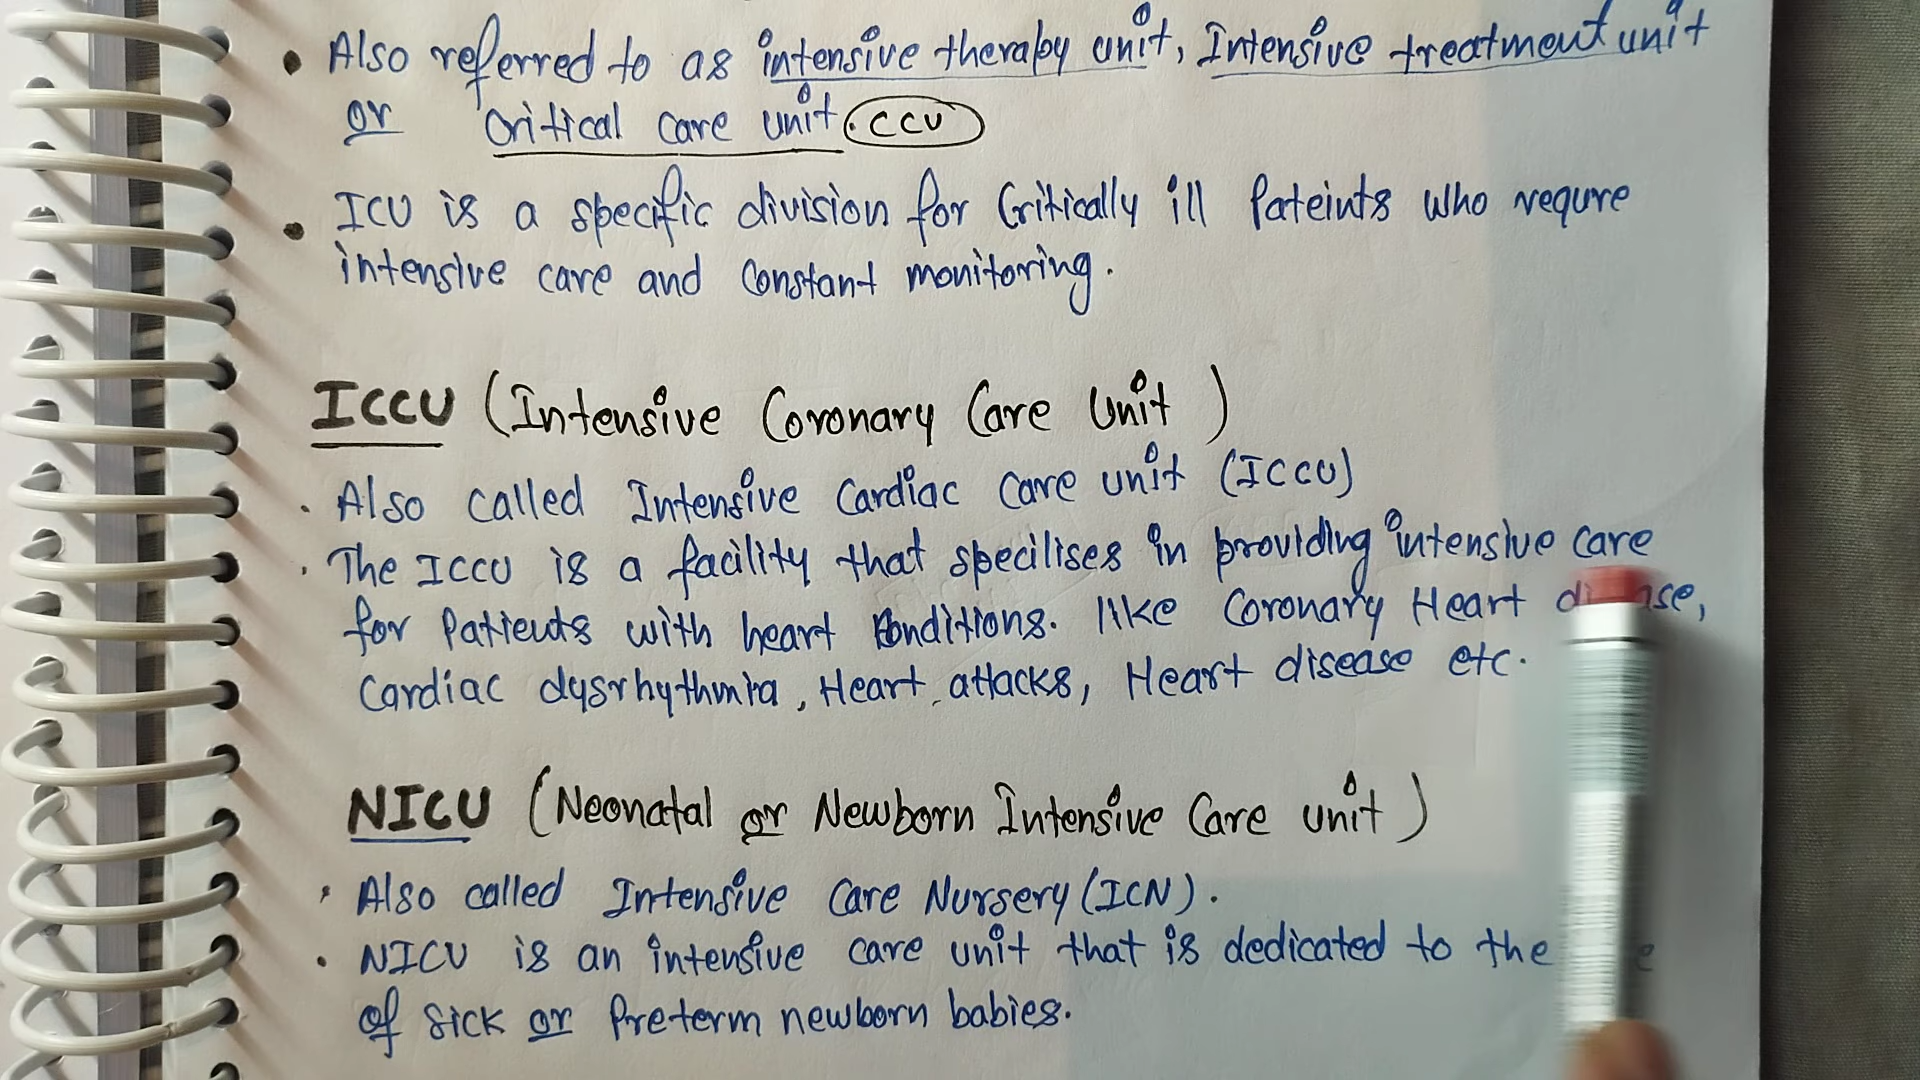 • Also referred to as intensive therapy unit, Intensive treatment unit
or Critical care unit. CCU
• ICU is a specific division for Critically ill Pateints who requre
intensive care and constant monitoring.
ICCU (Intensive Coronary Care Unit)
. Also called Intensive Cardiac Care unit (ICCU)
. The ICCU is a facility that specilises in providing intensive care
for Patients with heart Conditions. like Coronary Heart disease,
Cardiac dysrhythmia, Heart attacks, Heart disease etc.
NICU (Neonatal or Newborn Intensive Care unit)
• Also called Intensive Care Nursery (ICN).
• NICU is an intensive care unit that is dedicated to the
of sick or Preterm newborn babies.